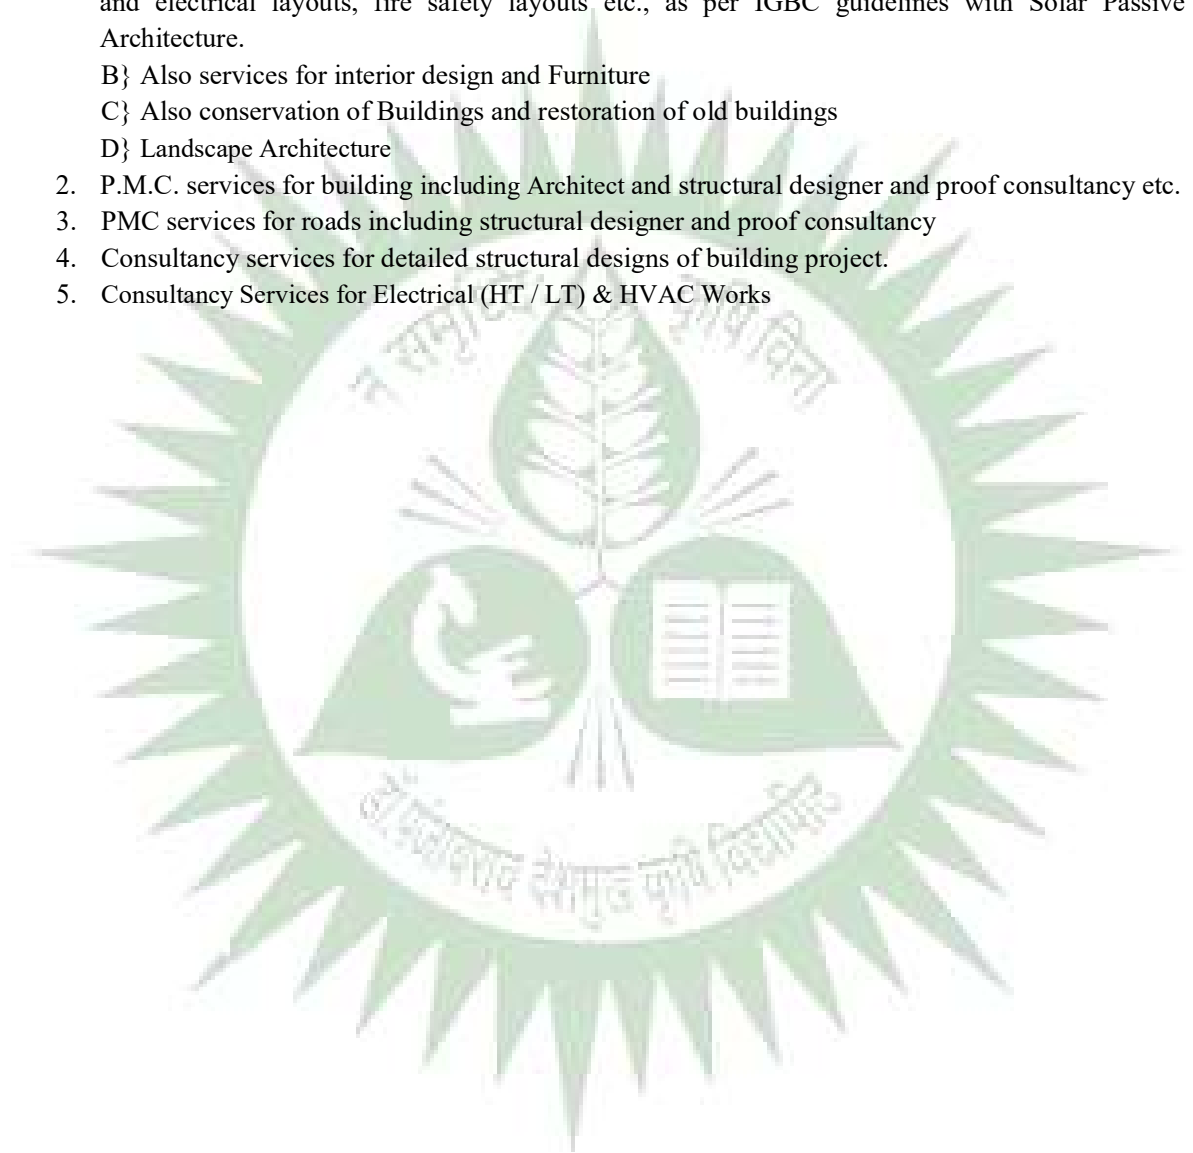 and electrical layouts, fire safety layouts etc., as per IGBC guidelines with Solar Passive
Architecture.
B} Also services for interior design and Furniture
C} Also conservation of Buildings and restoration of old buildings
D} Landscape Architecture
2. P.M.C. services for building including Architect and structural designer and proof consultancy etc.
3. PMC services for roads including structural designer and proof consultancy
4. Consultancy services for detailed structural designs of building project.
5. Consultancy Services for Electrical (HT / LT) & HVAC Works
न समृद्धि कृषि विना
डॉ. पंजाबराव देशमुख कृषि विद्यापीठ